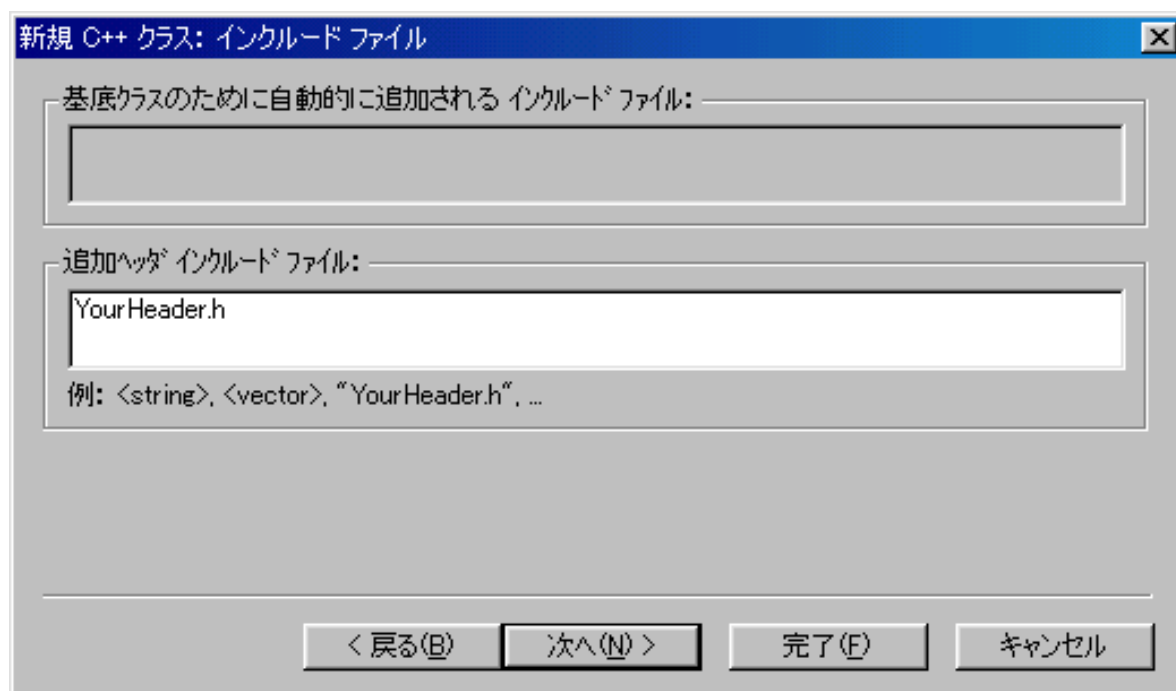 新規 C++ クラス: インクルード ファイル
基底クラスのために自動的に追加される インクルード ファイル:
追加ヘッダ インクルード ファイル:
YourHeader.h
例: <string>, <vector>, "YourHeader.h", ...
< 戻る(B)
次へ(N) >
完了(F)
キャンセル